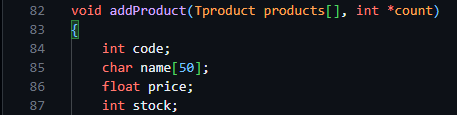 82 void addProduct(Tproduct products[], int *count)
83 {
84 int code;
85 char name[50];
86 float price;
87 int stock;